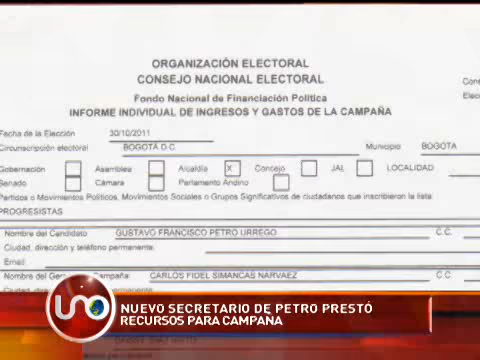 ORGANIZACIÓN ELECTORAL
CONSEJO NACIONAL ELECTORAL
Fondo Nacional de Financiación Política
INFORME INDIVIDUAL DE INGRESOS Y GASTOS DE LA CAMPAÑA
Fecha de la Elección 30/10/2011
Circunscripción electoral BOGOTÁ D.C. Municipio BOGOTA
Gobernación Asamblea Alcaldía X Concejo JAL LOCALIDAD
Senado Cámara Parlamento Andino
Partidos o Movimientos Políticos, Movimientos Sociales o Grupos Significativos de ciudadanos que inscribieron la lista
PROGRESISTAS
Nombre del Candidato GUSTAVO FRANCISCO PETRO URREGO C.C.
Ciudad, dirección y teléfono permanente:
Email:
Nombre del Campaña: CARLOS FIDEL SIMANCAS NARVAEZ C.C.
UNO
NUEVO SECRETARIO DE PETRO PRESTÓ
RECURSOS PARA CAMPAÑA